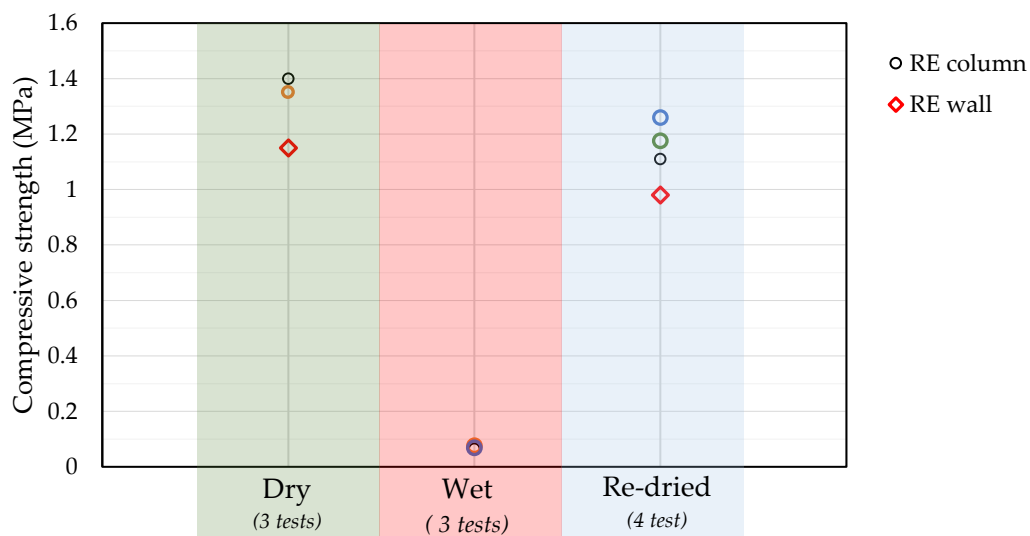 Compressive strength (MPa)
1.6
1.4
1.2
1
0.8
0.6
0.4
0.2
0
RE column
RE wall
Dry
(3 tests)
Wet
( 3 tests)
Re-dried
(4 test)